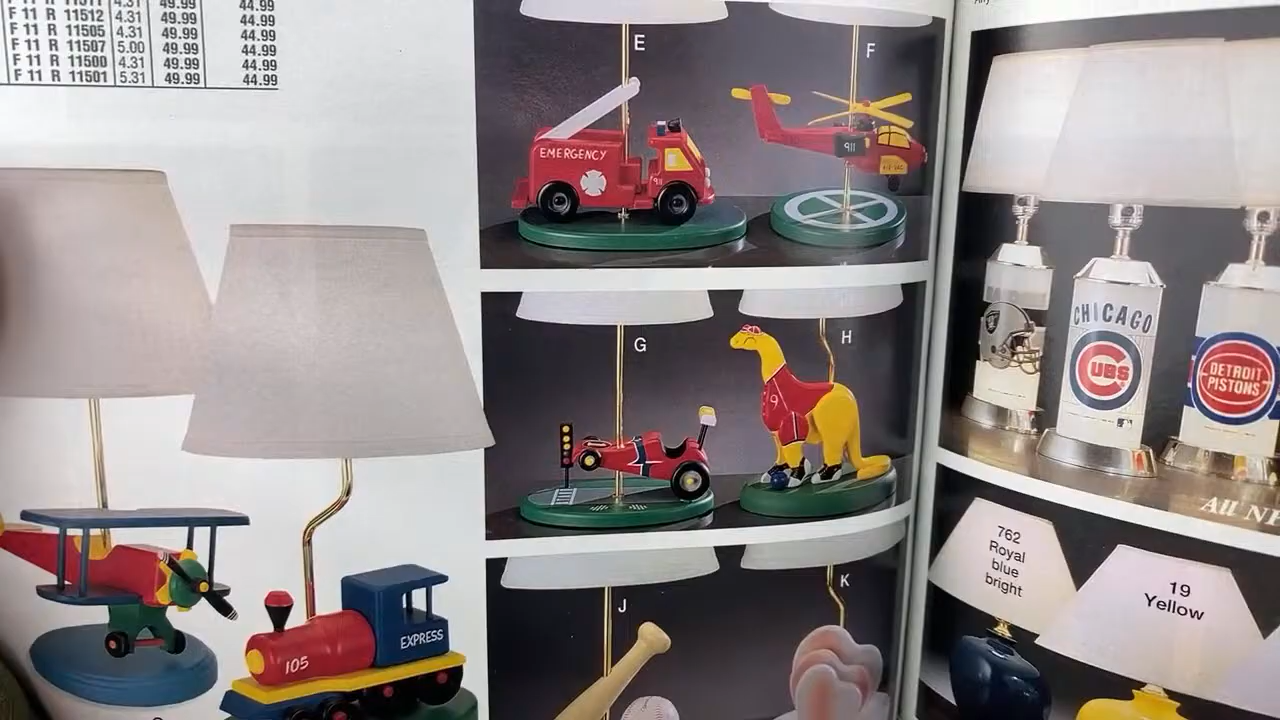 F 11 R 11511 4.31 49.99 44.99
F 11 R 11512 4.31 49.99 44.99
F 11 R 11505 4.31 49.99 44.99
F 11 R 11507 5.00 49.99 44.99
F 11 R 11500 4.31 49.99 44.99
F 11 R 11501 5.31 49.99 44.99
E
EMERGENCY
911
F
911
G
H
9
J
K
105
EXPRESS
CHICAGO
CUBS
DETROIT
PISTONS
762
Royal
blue
bright
19
Yellow